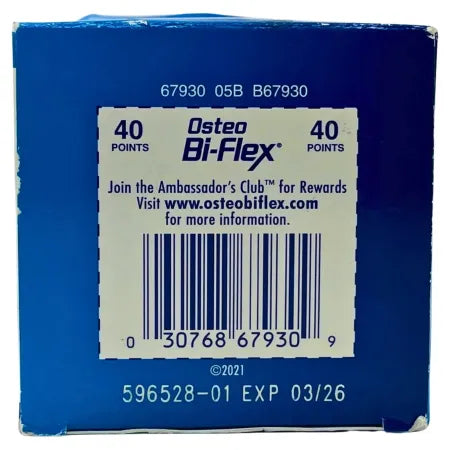 67930 05B B67930
40 POINTS
Osteo Bi-Flex®
40 POINTS
Join the Ambassador's Club™ for Rewards
Visit www.osteobiflex.com
for more information.
0 30768 67930 9
©2021
596528-01 EXP 03/26